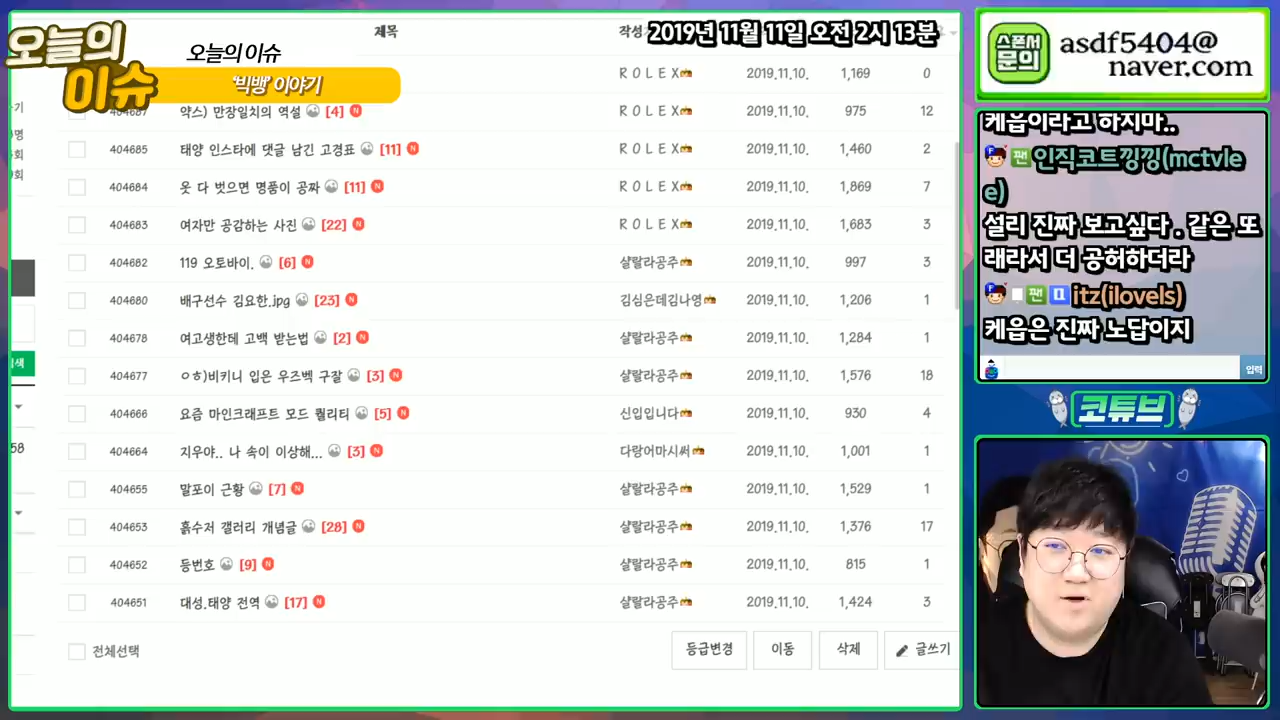 오늘의
이슈
오늘의 이슈
'빅뱅' 이야기
제목
2019년 11월 11일 오전 2시 13분
R O L E X 2019.11.10. 1,169 0
약스) 만장일치의 역설 [4] N R O L E X 2019.11.10. 975 12
404685 태양 인스타에 댓글 남긴 고경표 [11] N R O L E X 2019.11.10. 1,460 2
404684 옷 다 벗으면 명품이 공짜 [11] N R O L E X 2019.11.10. 1,869 7
404683 여자만 공감하는 사진 [22] N R O L E X 2019.11.10. 1,683 3
404682 119 오토바이. [6] N 샬랄라공주 2019.11.10. 997 3
404680 배구선수 김요한.jpg [23] N 김심은데김나영 2019.11.10. 1,206 1
404678 여고생한테 고백 받는법 [2] N 샬랄라공주 2019.11.10. 1,284 1
404677 ㅇㅎ)비키니 입은 우즈벡 구잘 [3] N 샬랄라공주 2019.11.10. 1,576 18
404666 요즘 마인크래프트 모드 퀄리티 [5] N 신입입니다 2019.11.10. 930 4
404664 지우야.. 나 속이 이상해... [3] N 다랑어마시써 2019.11.10. 1,001 1
404655 말포이 근황 [7] N 샬랄라공주 2019.11.10. 1,529 1
404653 흙수저 갤러리 개념글 [28] N 샬랄라공주 2019.11.10. 1,376 17
404652 등번호 [9] N 샬랄라공주 2019.11.10. 815 1
404651 대성.태양 전역 [17] N 샬랄라공주 2019.11.10. 1,424 3
전체선택 등급변경 이동 삭제 글쓰기
스폰서
문의
asdf5404@
naver.com
케읍이라고 하지마..
팬 인직코트낑낑(mctvle
e)
설리 진짜 보고싶다 . 같은 또
래라서 더 공허하더라
팬 itz(ilovels)
케읍은 진짜 노답이지
입력
코튜브